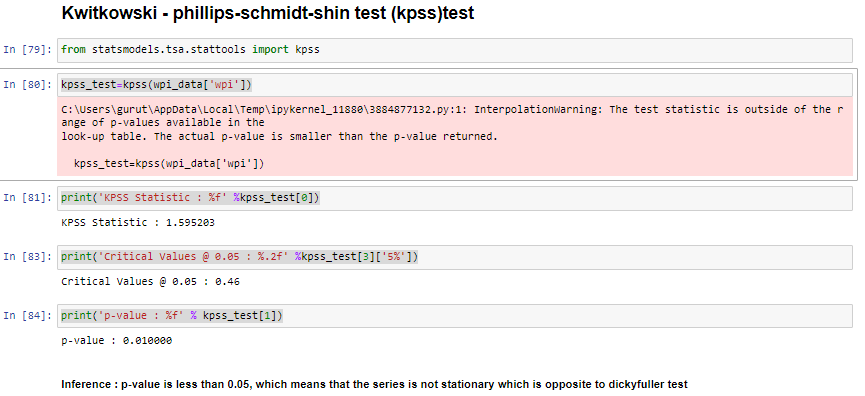 Kwitkowski - phillips-schmidt-shin test (kpss)test
In [79]: from statsmodels.tsa.stattools import kpss
In [80]: kpss_test=kpss(wpi_data['wpi'])
C:\Users\gurut\AppData\Local\Temp\ipykernel_11880\3884877132.py:1: InterpolationWarning: The test statistic is outside of the r
ange of p-values available in the
look-up table. The actual p-value is smaller than the p-value returned.
kpss_test=kpss(wpi_data['wpi'])
In [81]: print('KPSS Statistic : %f' %kpss_test[0])
KPSS Statistic : 1.595203
In [83]: print('Critical Values @ 0.05 : %.2f' %kpss_test[3]['5%'])
Critical Values @ 0.05 : 0.46
In [84]: print('p-value : %f' % kpss_test[1])
p-value : 0.010000
Inference : p-value is less than 0.05, which means that the series is not stationary which is opposite to dickyfuller test